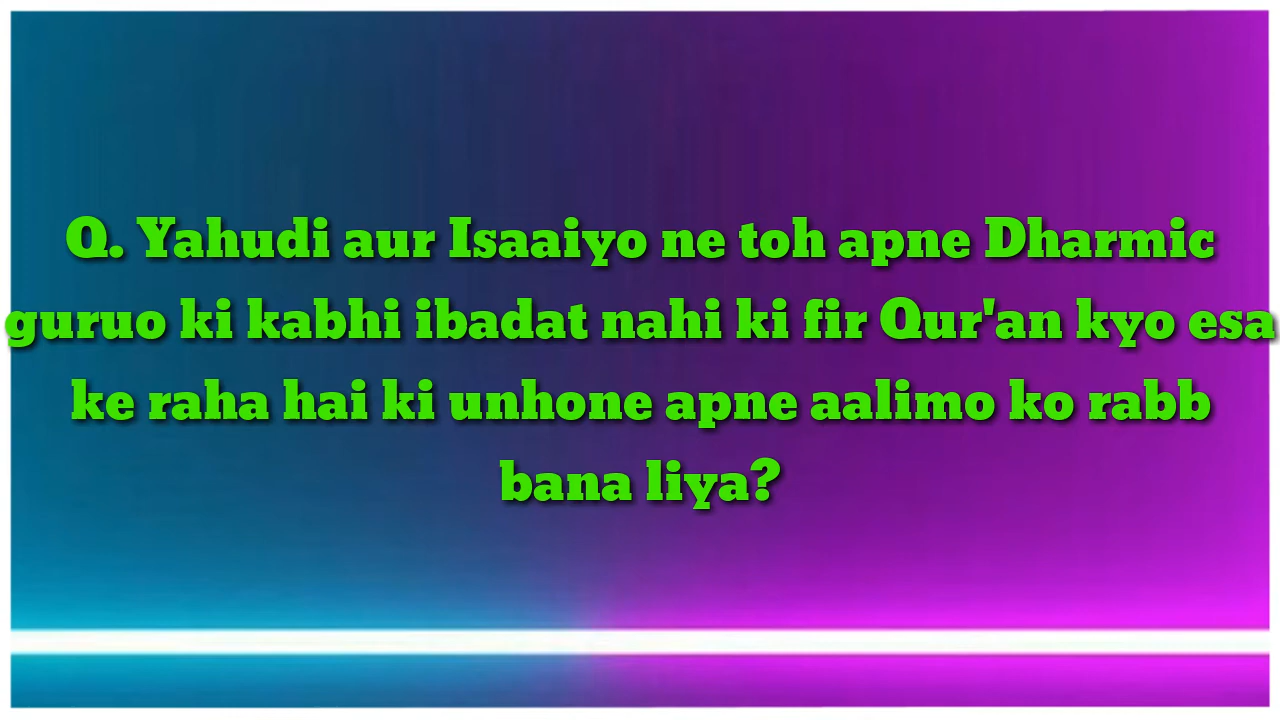 Q. Yahudi aur Isaaiyo ne toh apne Dharmic
guruo ki kabhi ibadat nahi ki fir Qur'an kyo esa
ke raha hai ki unhone apne aalimo ko rabb
bana liya?